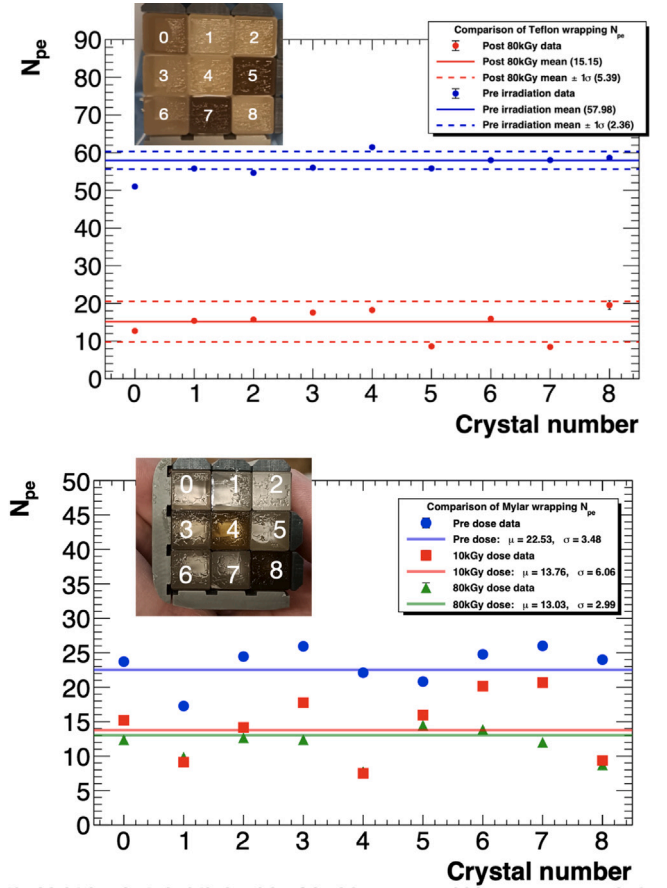 0 1 2
3 4 5
6 7 8
Comparison of Teflon wrapping Npe
Post 80kGy data
Post 80kGy mean (15.15)
Post 80kGy mean ± 1σ (5.39)
Pre irradiation data
Pre irradiation mean (57.98)
Pre irradiation mean ± 1σ (2.36)
Npe
90
80
70
60
50
40
30
20
10
0
0 1 2 3 4 5 6 7 8
Crystal number
0 1 2
3 4 5
6 7 8
Comparison of Mylar wrapping Npe
Pre dose data
Pre dose: μ = 22.53, σ = 3.48
10kGy dose data
10kGy dose: μ = 13.76, σ = 6.06
80kGy dose data
80kGy dose: μ = 13.03, σ = 2.99
Npe
50
45
40
35
30
25
20
15
10
5
0
0 1 2 3 4 5 6 7 8
Crystal number